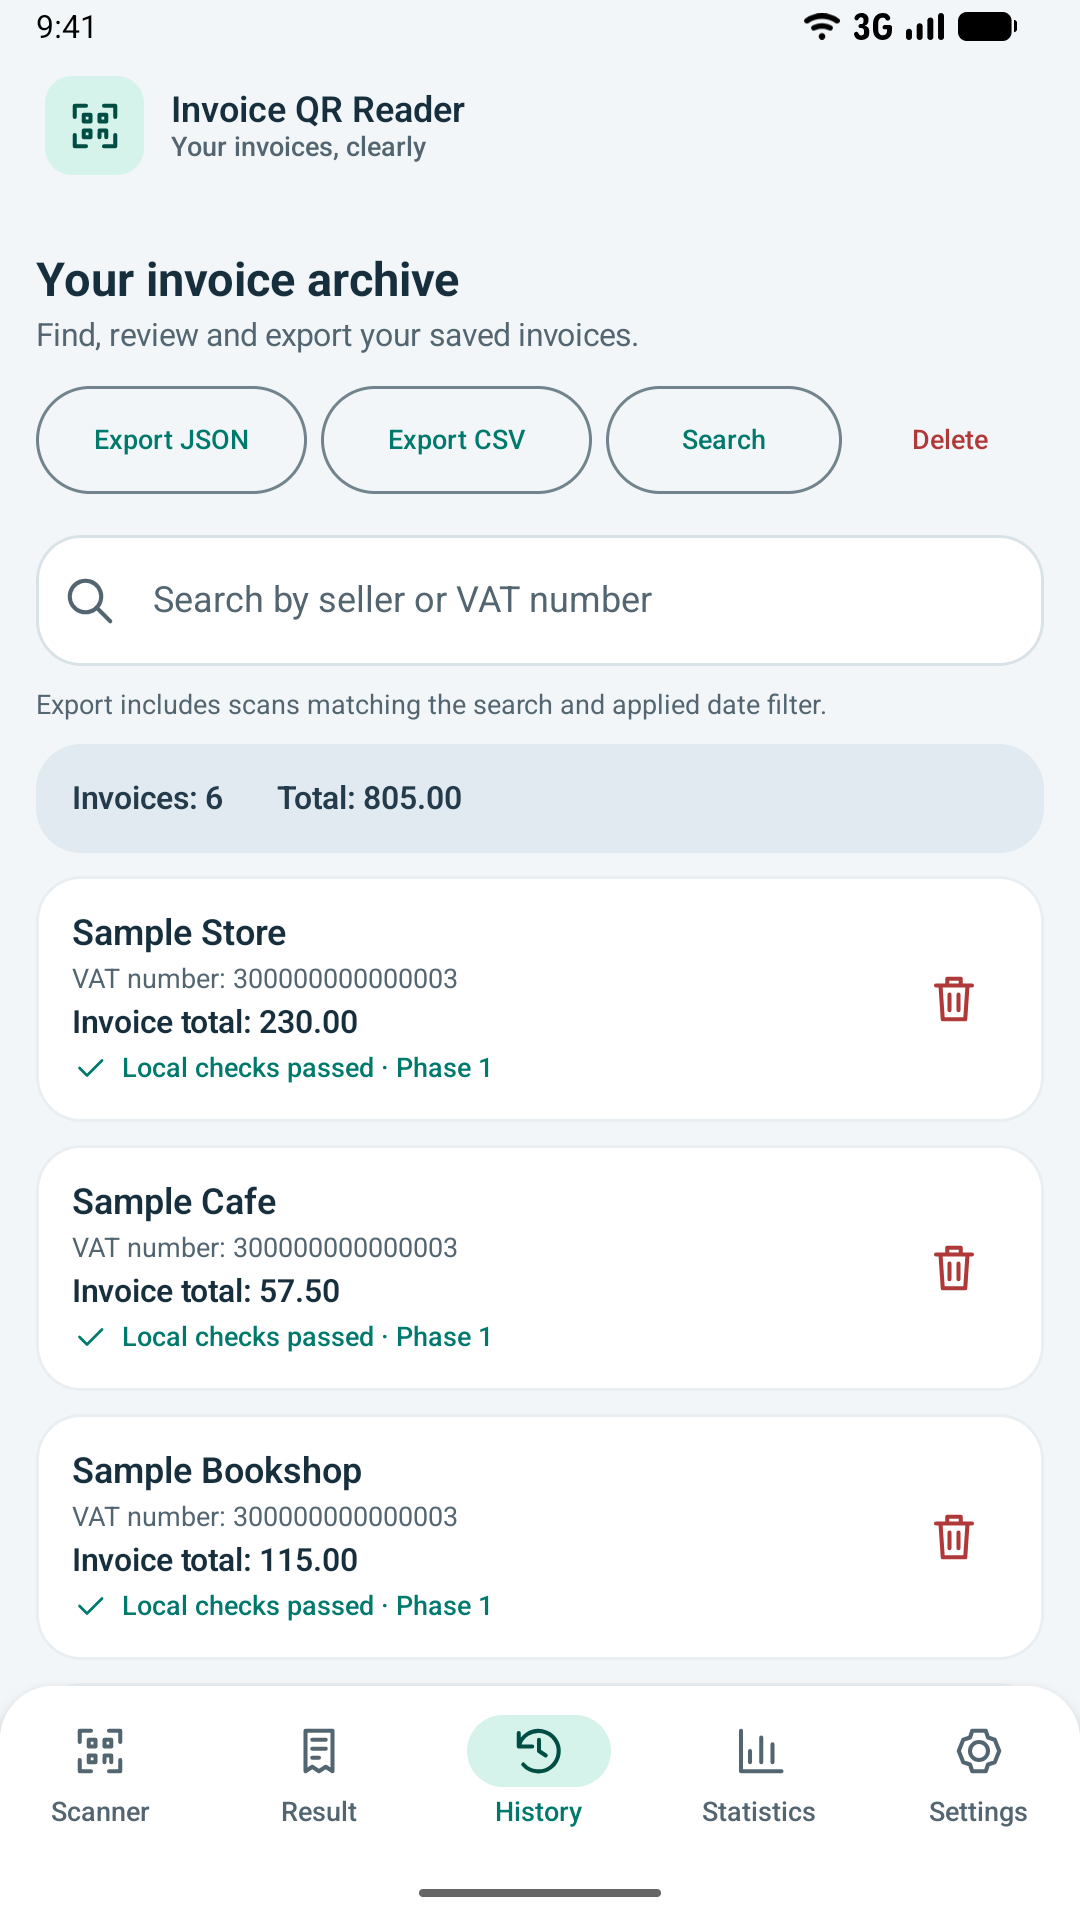 9:41
3G
Invoice QR Reader
Your invoices, clearly
Your invoice archive
Find, review and export your saved invoices.
Export JSON
Export CSV
Search
Delete
Search by seller or VAT number
Export includes scans matching the search and applied date filter.
Invoices: 6 Total: 805.00
Sample Store
VAT number: 300000000000003
Invoice total: 230.00
Local checks passed · Phase 1
Sample Cafe
VAT number: 300000000000003
Invoice total: 57.50
Local checks passed · Phase 1
Sample Bookshop
VAT number: 300000000000003
Invoice total: 115.00
Local checks passed · Phase 1
Scanner
Result
History
Statistics
Settings